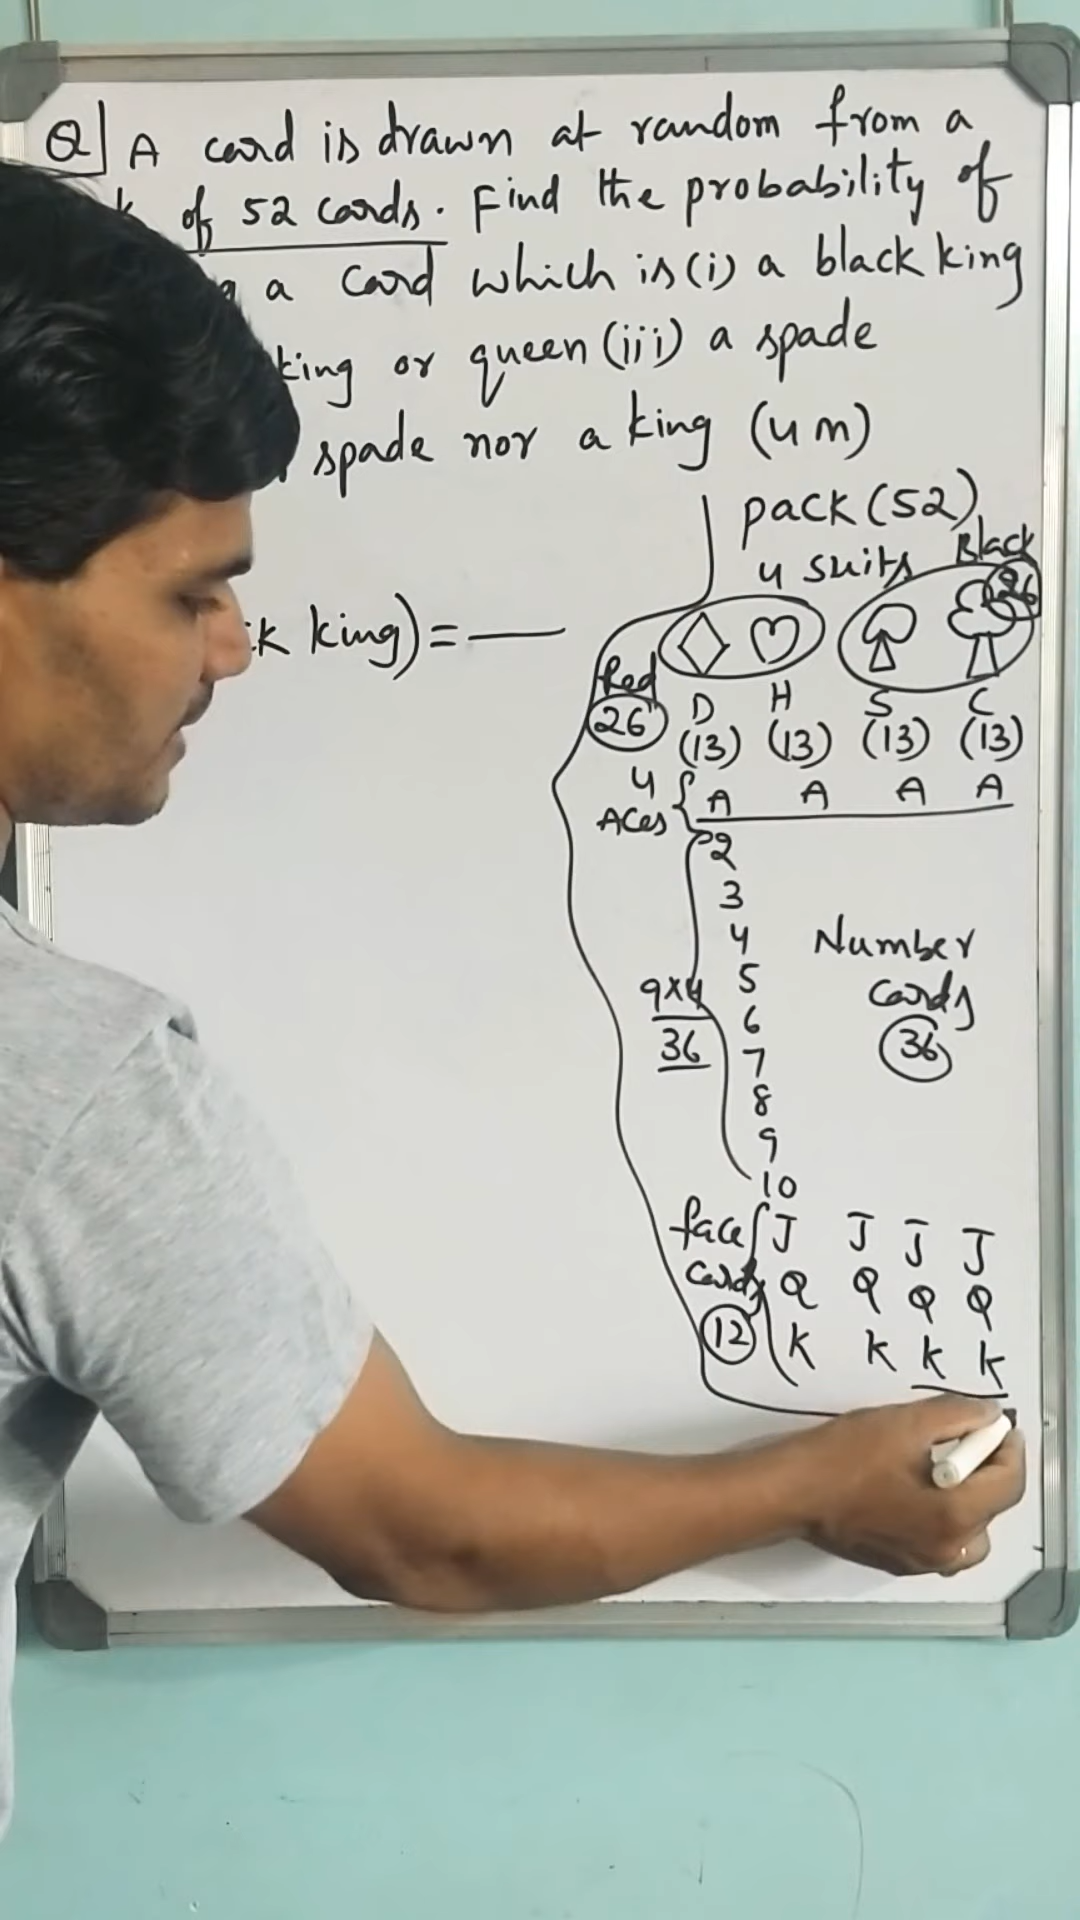 Q] A card is drawn at random from a
of 52 cards. Find the probability of
a card which is (i) a black king
king or queen (iii) a spade
spade nor a king (4m)
pack (52)
4 suits Black
26
king) =
Red
26
D H S C
(13) (13) (13) (13)
4 Aces { A A A A
2
3
4
5
6
7
8
9
10
9x4
36
Number
cards
36
face
cards
12
J J J J
Q Q Q Q
K K K K